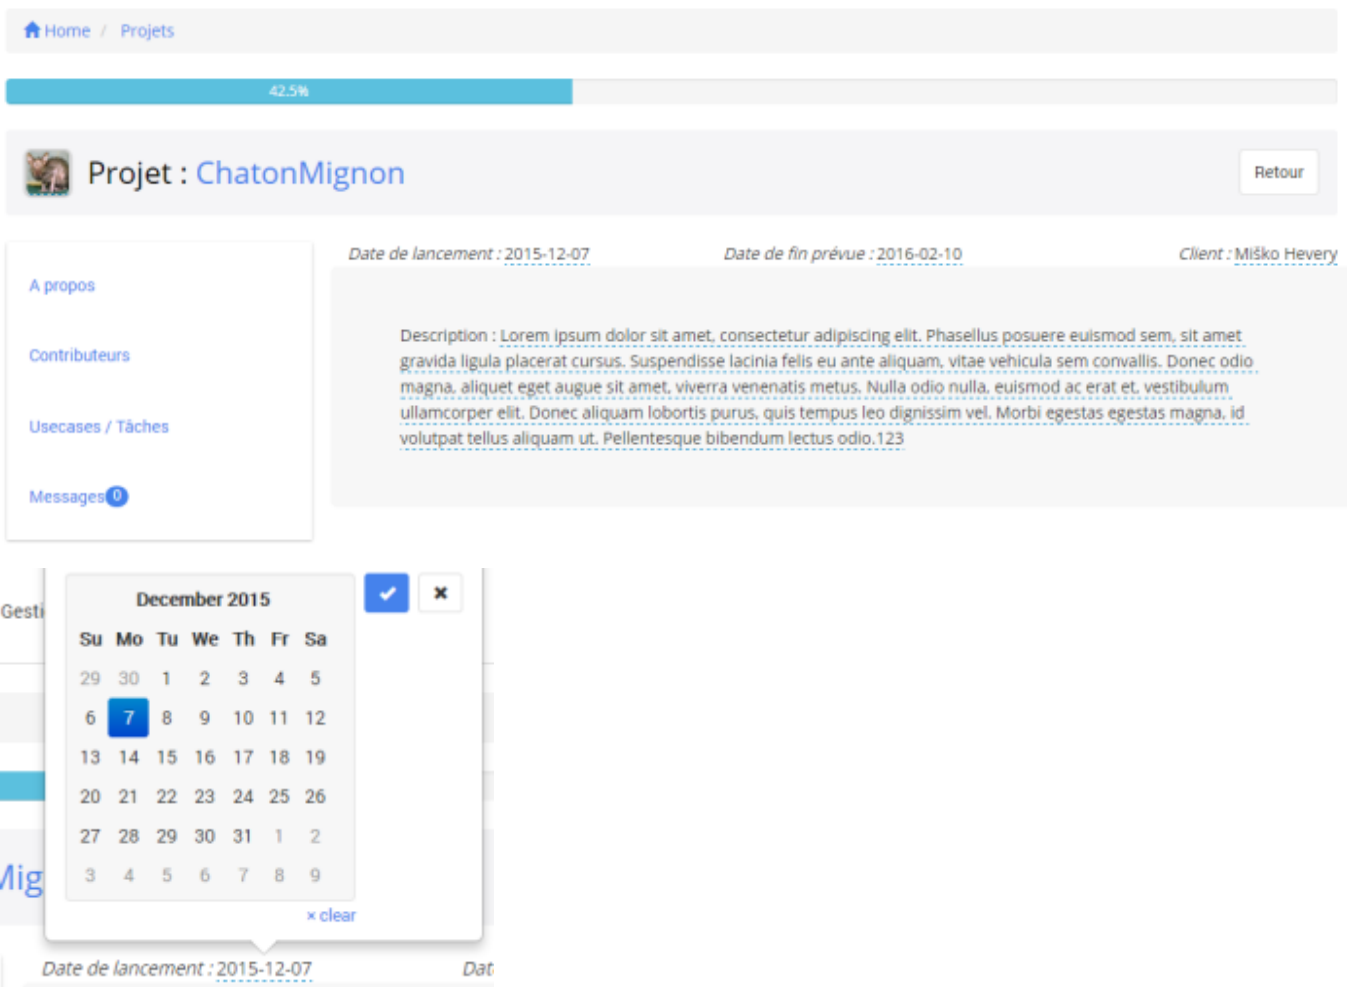 Home / Projets
42.5%
Projet : ChatonMignon
Retour
A propos
Contributeurs
Usecases / Tâches
Messages 0
Date de lancement : 2015-12-07 Date de fin prévue : 2016-02-10 Client : Miško Hevery
Description : Lorem ipsum dolor sit amet, consectetur adipiscing elit. Phasellus posuere euismod sem, sit amet
gravida ligula placerat cursus. Suspendisse lacinia felis eu ante aliquam, vitae vehicula sem convallis. Donec odio
magna, aliquet eget augue sit amet, viverra venenatis metus. Nulla odio nulla, euismod ac erat et, vestibulum
ullamcorper elit. Donec aliquam lobortis purus, quis tempus leo dignissim vel. Morbi egestas egestas magna, id
volutpat tellus aliquam ut. Pellentesque bibendum lectus odio.123
Gesti
December 2015
Su Mo Tu We Th Fr Sa
29 30 1 2 3 4 5
6 7 8 9 10 11 12
13 14 15 16 17 18 19
20 21 22 23 24 25 26
27 28 29 30 31 1 2
3 4 5 6 7 8 9
× clear
Mig
Date de lancement : 2015-12-07 Dat